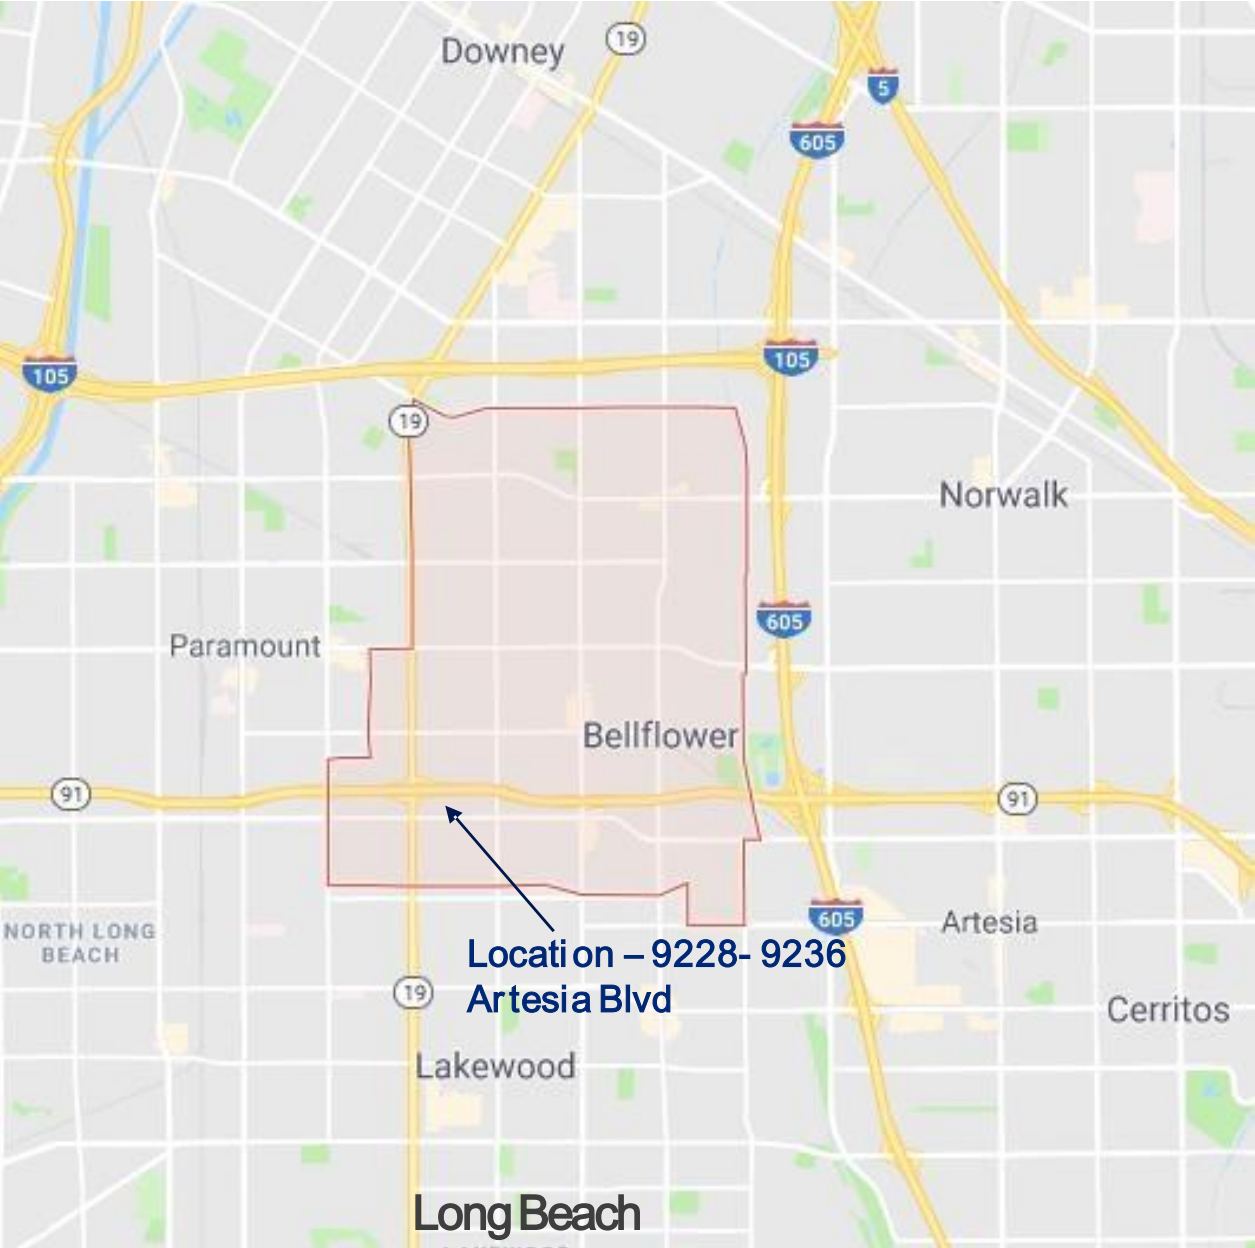 Downey
19
5
605
105
105
19
Norwalk
605
Paramount
Bellflower
91
91
605
Artesia
NORTH LONG
BEACH
Location – 9228- 9236
Artesia Blvd
19
Cerritos
Lakewood
Long Beach